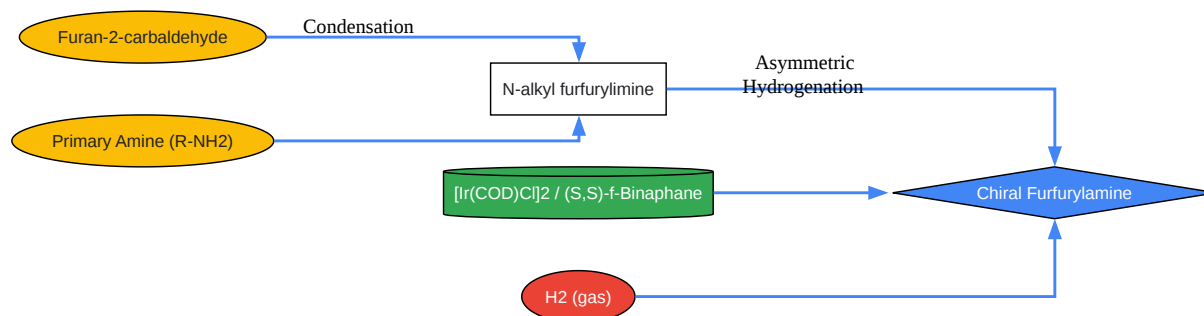 Furan-2-carbaldehyde
Condensation
N-alkyl furfurylimine
Asymmetric
Hydrogenation
Primary Amine (R-NH2)
[Ir(COD)Cl]2 / (S,S)-f-Binaphane
Chiral Furfurylamine
H2 (gas)